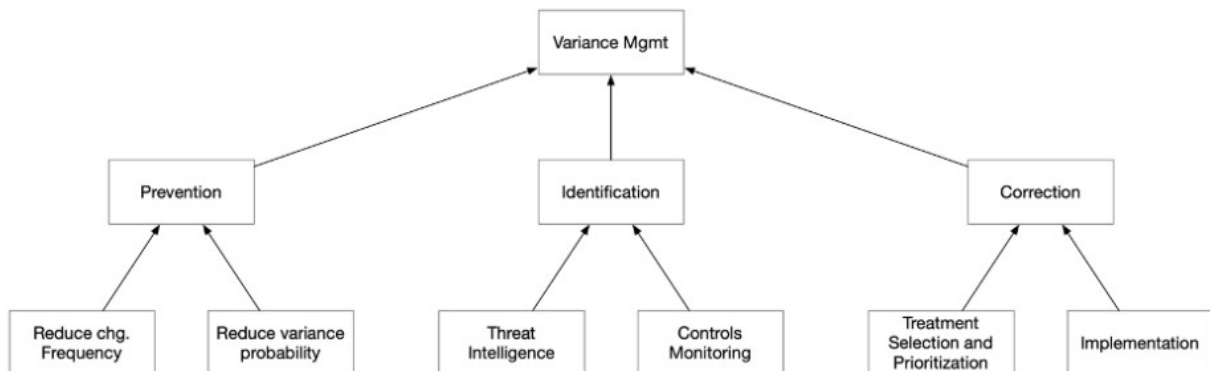 Variance Mgmt
Prevention
Identification
Correction
Reduce chg.
Frequency
Reduce variance
probability
Threat
Intelligence
Controls
Monitoring
Treatment
Selection and
Prioritization
Implementation